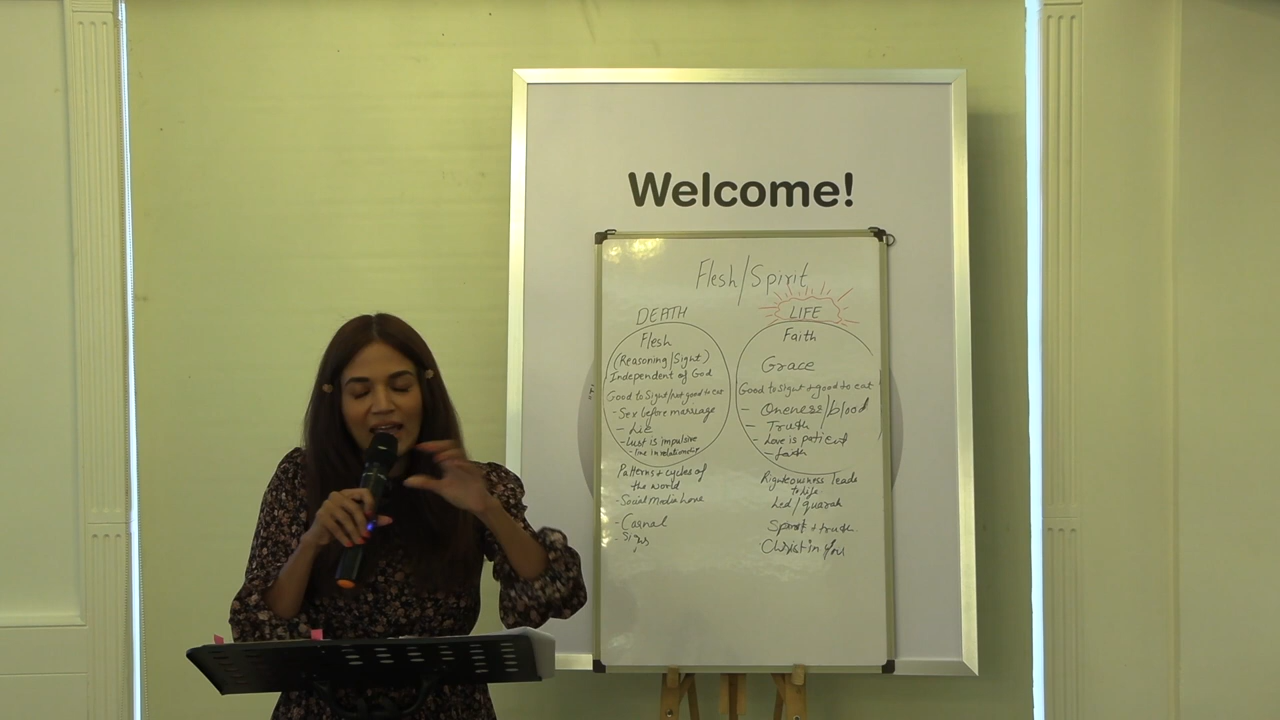 Welcome!
Flesh/Spirit
DEATH
Flesh
(Reasoning/Sight)
Independent of God
Good to Sight/not good to eat
- Sex before marriage
- Lie
- Lust is impulsive
- line in relationship
Patterns + cycles of
the world
- Social Media Love
- Carnal
- Signs
LIFE
Faith
Grace
Good to sight + good to eat
- Oneness/blood
- Truth
- Love is patient
- faith
Righteousness leads
to life
Led /
Spirit + truth
Christ in You